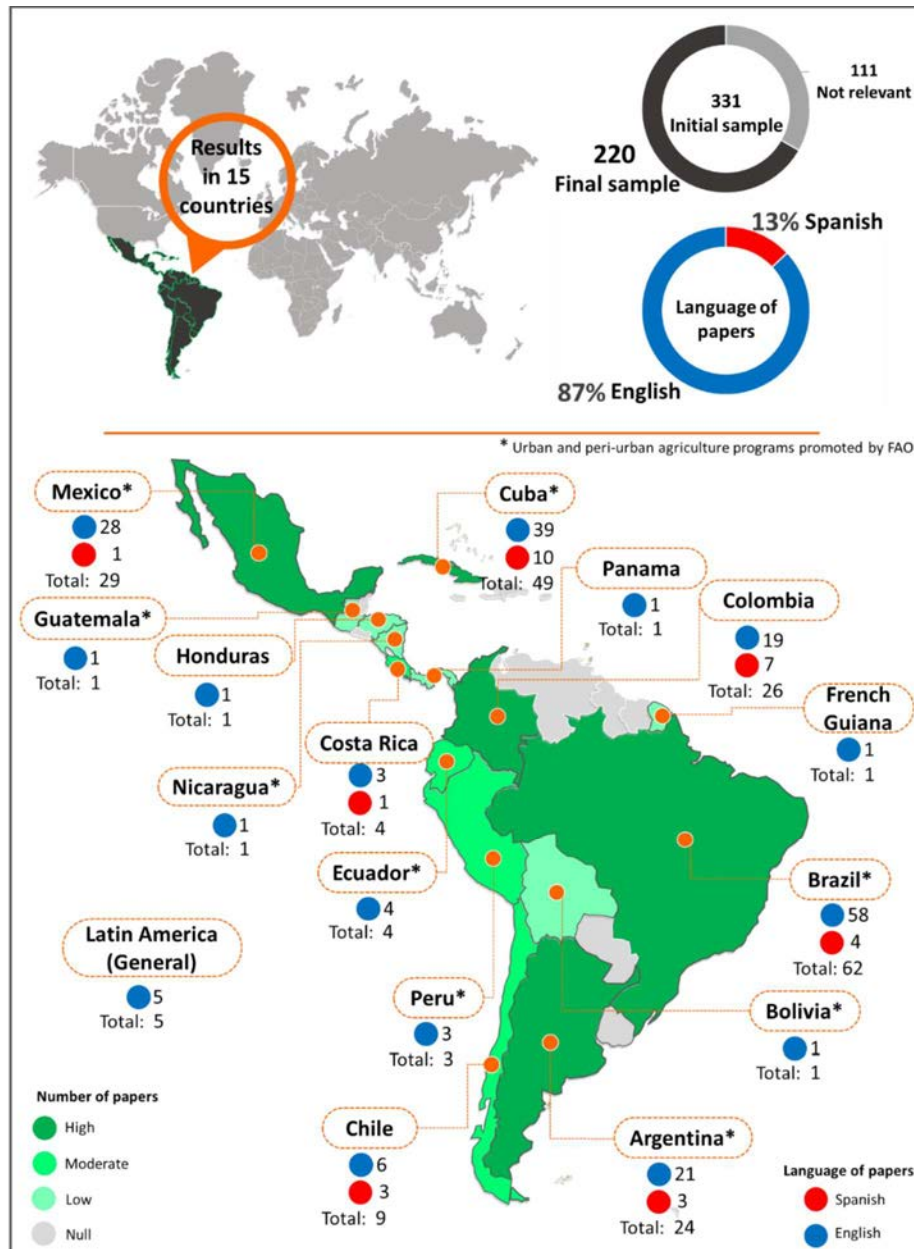 Results
in 15
countries
331
Initial sample
111
Not relevant
220
Final sample
13% Spanish
Language of
papers
87% English
* Urban and peri-urban agriculture programs promoted by FAO
Mexico*
28
1
Total: 29
Cuba*
39
10
Total: 49
Panama
1
Total: 1
Colombia
19
7
Total: 26
Guatemala*
1
Total: 1
Honduras
1
Total: 1
French
Guiana
1
Total: 1
Costa Rica
3
1
Total: 4
Nicaragua*
1
Total: 1
Ecuador*
4
Total: 4
Brazil*
58
4
Total: 62
Latin America
(General)
5
Total: 5
Peru*
3
Total: 3
Bolivia*
1
Total: 1
Chile
6
3
Total: 9
Argentina*
21
3
Total: 24
Number of papers
High
Moderate
Low
Null
Language of papers
Spanish
English